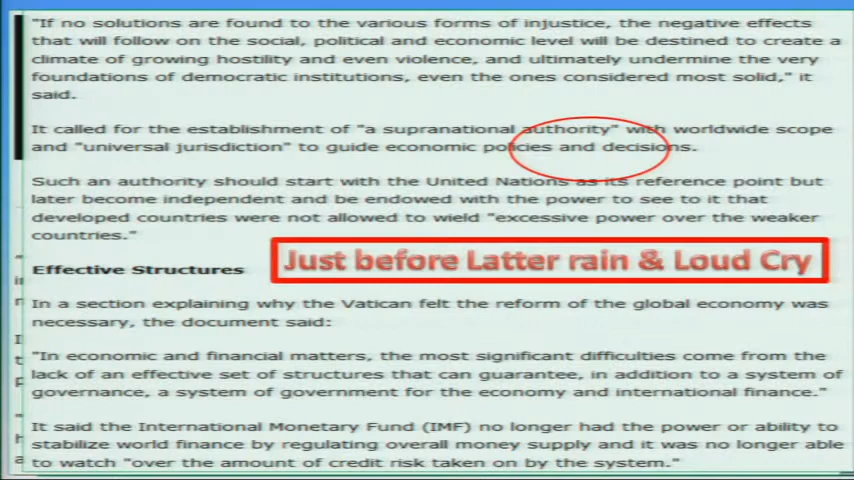 "If no solutions are found to the various forms of injustice, the negative effects
that will follow on the social, political and economic level will be destined to create a
climate of growing hostility and even violence, and ultimately undermine the very
foundations of democratic institutions, even the ones considered most solid," it
said.
It called for the establishment of "a supranational authority" with worldwide scope
and "universal jurisdiction" to guide economic policies and decisions.
Such an authority should start with the United Nations as its reference point but
later become independent and be endowed with the power to see to it that
developed countries were not allowed to wield "excessive power over the weaker
countries."
Just before Latter rain & Loud Cry
Effective Structures
In a section explaining why the Vatican felt the reform of the global economy was
necessary, the document said:
"In economic and financial matters, the most significant difficulties come from the
lack of an effective set of structures that can guarantee, in addition to a system of
governance, a system of government for the economy and international finance."
It said the International Monetary Fund (IMF) no longer had the power or ability to
stabilize world finance by regulating overall money supply and it was no longer able
to watch "over the amount of credit risk taken on by the system."